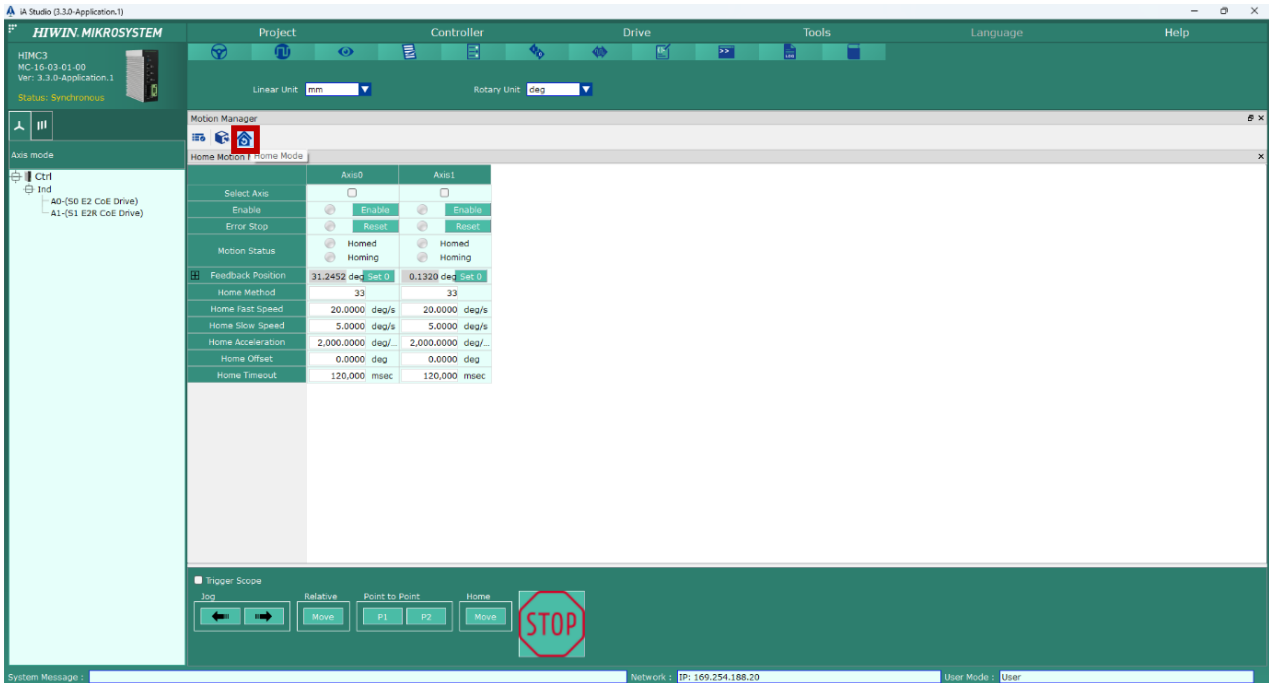 iA Studio (3.3.0-Application.1)
HIWIN. MIKROSYSTEM
Project Controller Drive Tools Language Help
HIMC3
MC-16-03-01-00
Ver: 3.3.0-Application.1
Status: Synchronous
Linear Unit mm Rotary Unit deg
Motion Manager
Axis mode
Home Motion
Home Mode
Ctrl
Ind
A0-(S0 E2 CoE Drive)
A1-(S1 E2R CoE Drive)
Axis0 Axis1
Select Axis
Enable Enable Enable
Error Stop Reset Reset
Motion Status
Homed Homed
Homing Homing
Feedback Position 31.2452 deg Set 0 0.1320 deg Set 0
Home Method 33 33
Home Fast Speed 20.0000 deg/s 20.0000 deg/s
Home Slow Speed 5.0000 deg/s 5.0000 deg/s
Home Acceleration 2,000.0000 deg/... 2,000.0000 deg/...
Home Offset 0.0000 deg 0.0000 deg
Home Timeout 120,000 msec 120,000 msec
Trigger Scope
Jog Relative Point to Point Home
Move P1 P2 Move
STOP
System Message : Network : IP: 169.254.188.20 User Mode : User